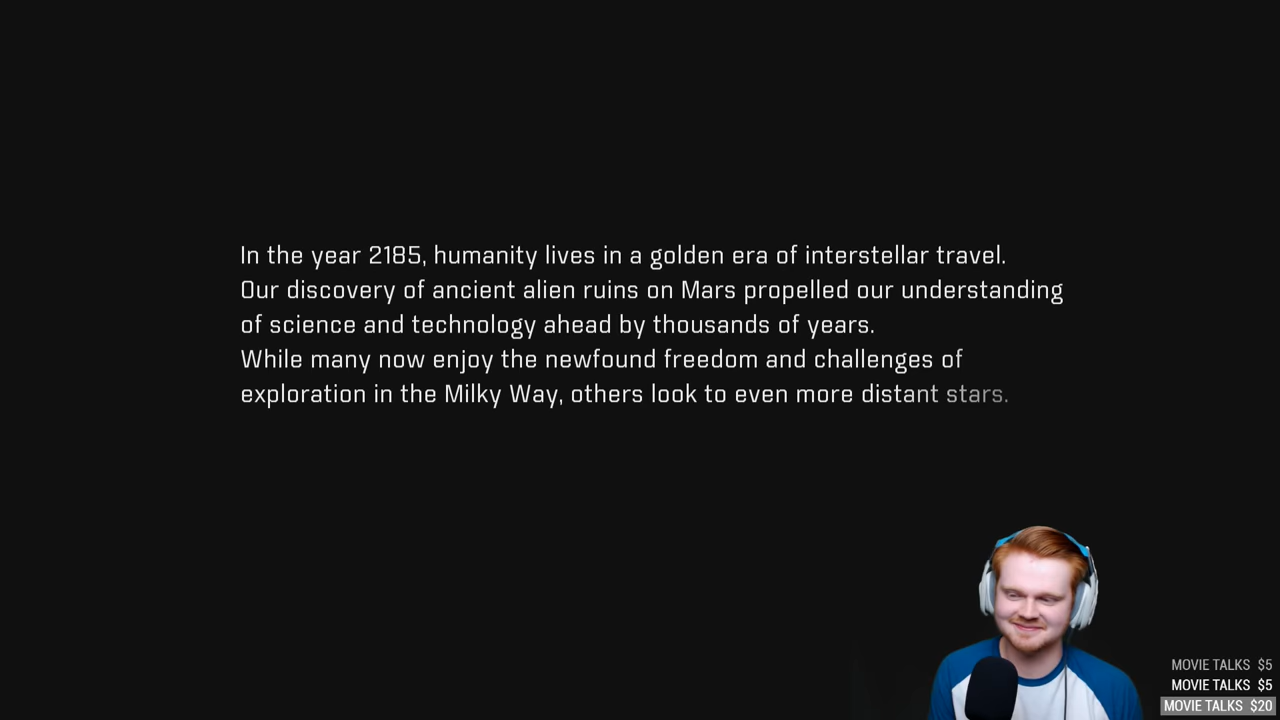 In the year 2185, humanity lives in a golden era of interstellar travel.
Our discovery of ancient alien ruins on Mars propelled our understanding
of science and technology ahead by thousands of years.
While many now enjoy the newfound freedom and challenges of
exploration in the Milky Way, others look to even more distant stars.
MOVIE TALKS $5
MOVIE TALKS $5
MOVIE TALKS $20